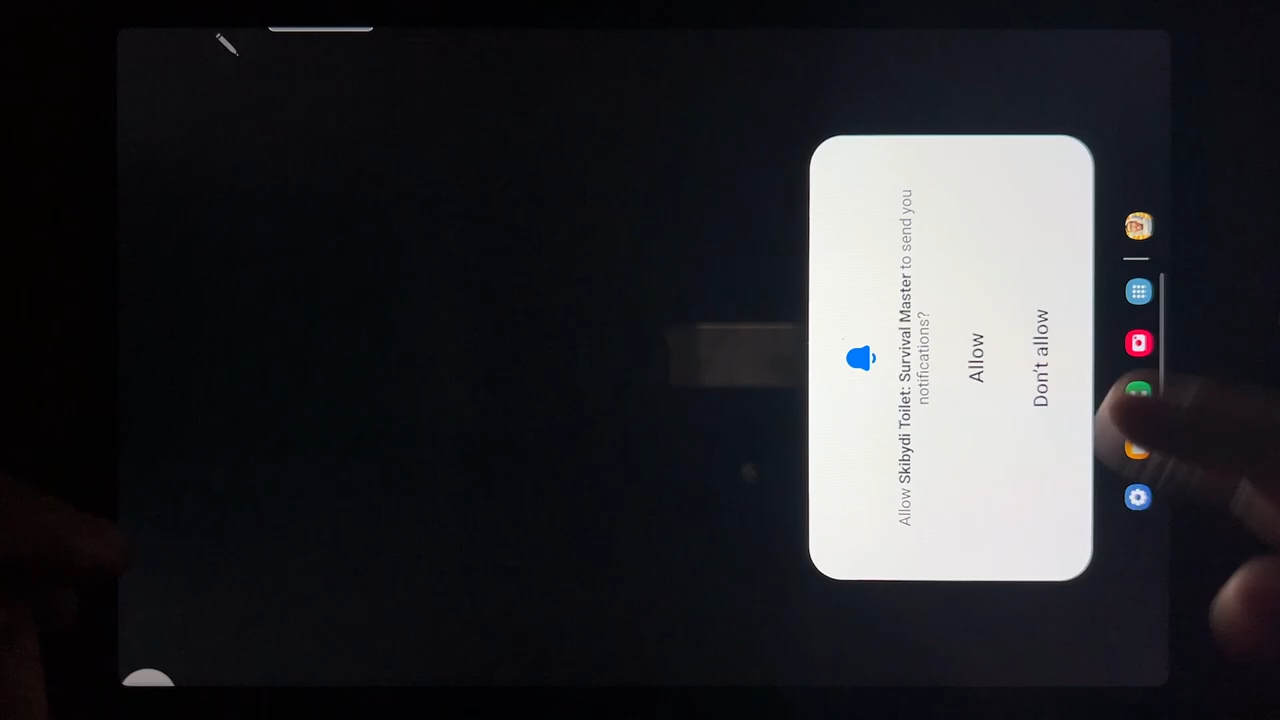 Allow Skibydi Toilet: Survival Master to send you
notifications?
Allow
Don't allow